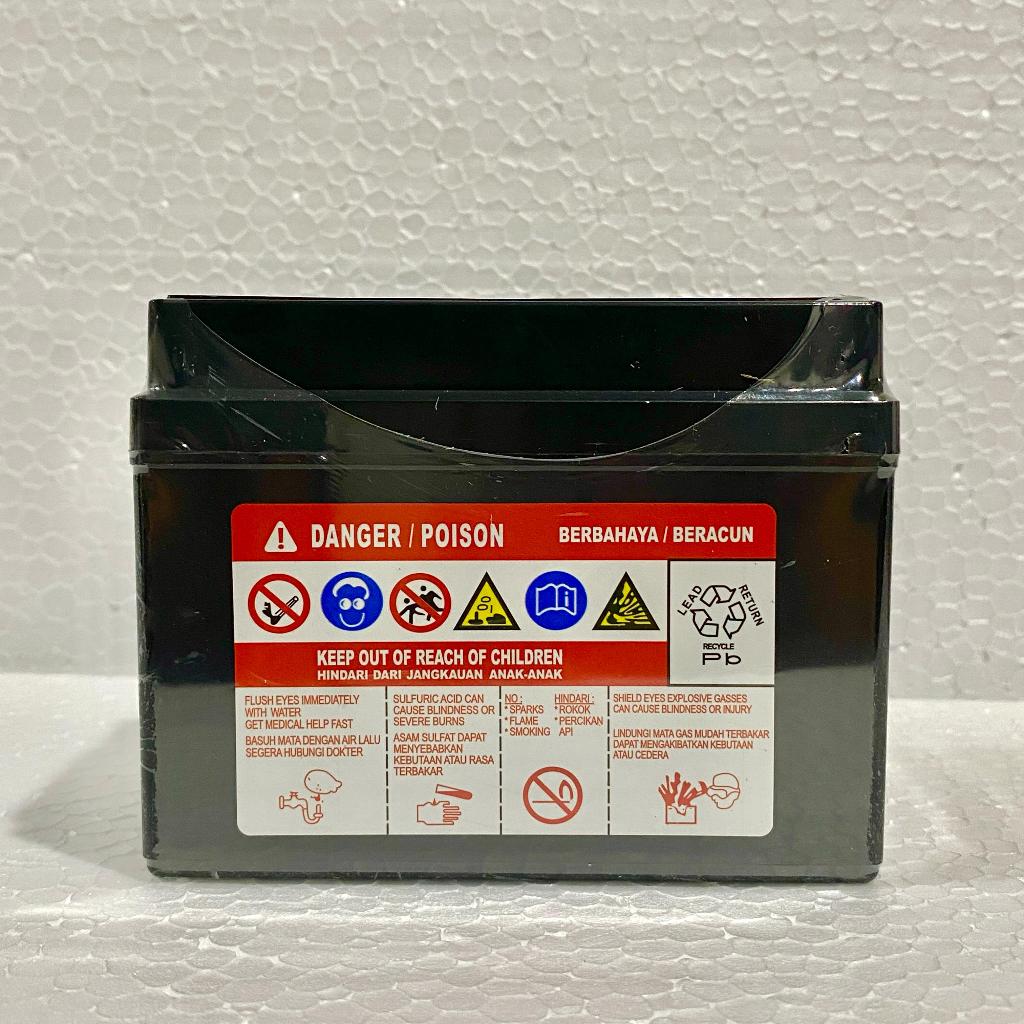 DANGER / POISON
BERBAHAYA / BERACUN
LEAD RETURN
RECYCLE
Pb
KEEP OUT OF REACH OF CHILDREN
HINDARI DARI JANGKAUAN ANAK-ANAK
FLUSH EYES IMMEDIATELY
WITH WATER
GET MEDICAL HELP FAST
BASUH MATA DENGAN AIR LALU
SEGERA HUBUNGI DOKTER
SULFURIC ACID CAN
CAUSE BLINDNESS OR
SEVERE BURNS
ASAM SULFAT DAPAT
MENYEBABKAN
KEBUTAAN ATAU RASA
TERBAKAR
NO :
*SPARKS
*FLAME
*SMOKING
HINDARI :
*ROKOK
*PERCIKAN
API
SHIELD EYES EXPLOSIVE GASSES
CAN CAUSE BLINDNESS OR INJURY
LINDUNGI MATA GAS MUDAH TERBAKAR
DAPAT MENGAKIBATKAN KEBUTAAN
ATAU CEDERA